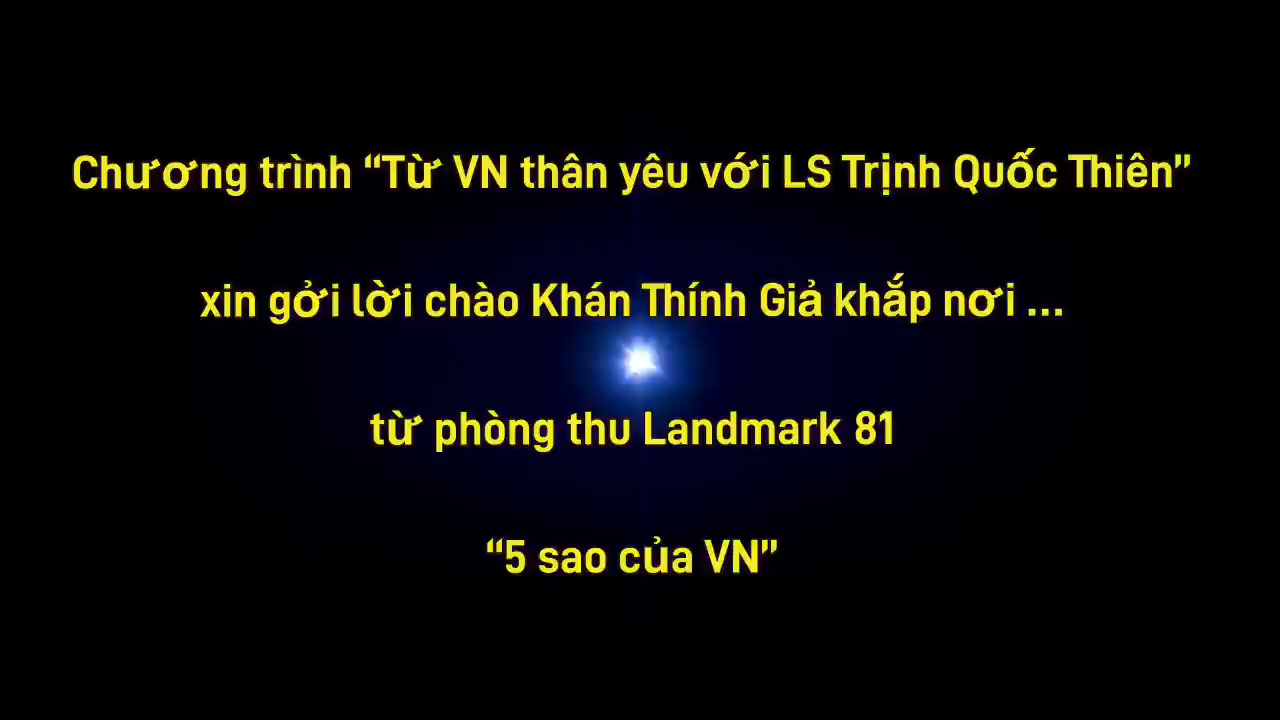 Chương trình “Từ VN thân yêu với LS Trịnh Quốc Thiên”
xin gởi lời chào Khán Thính Giả khắp nơi ...
từ phòng thu Landmark 81
“5 sao của VN”